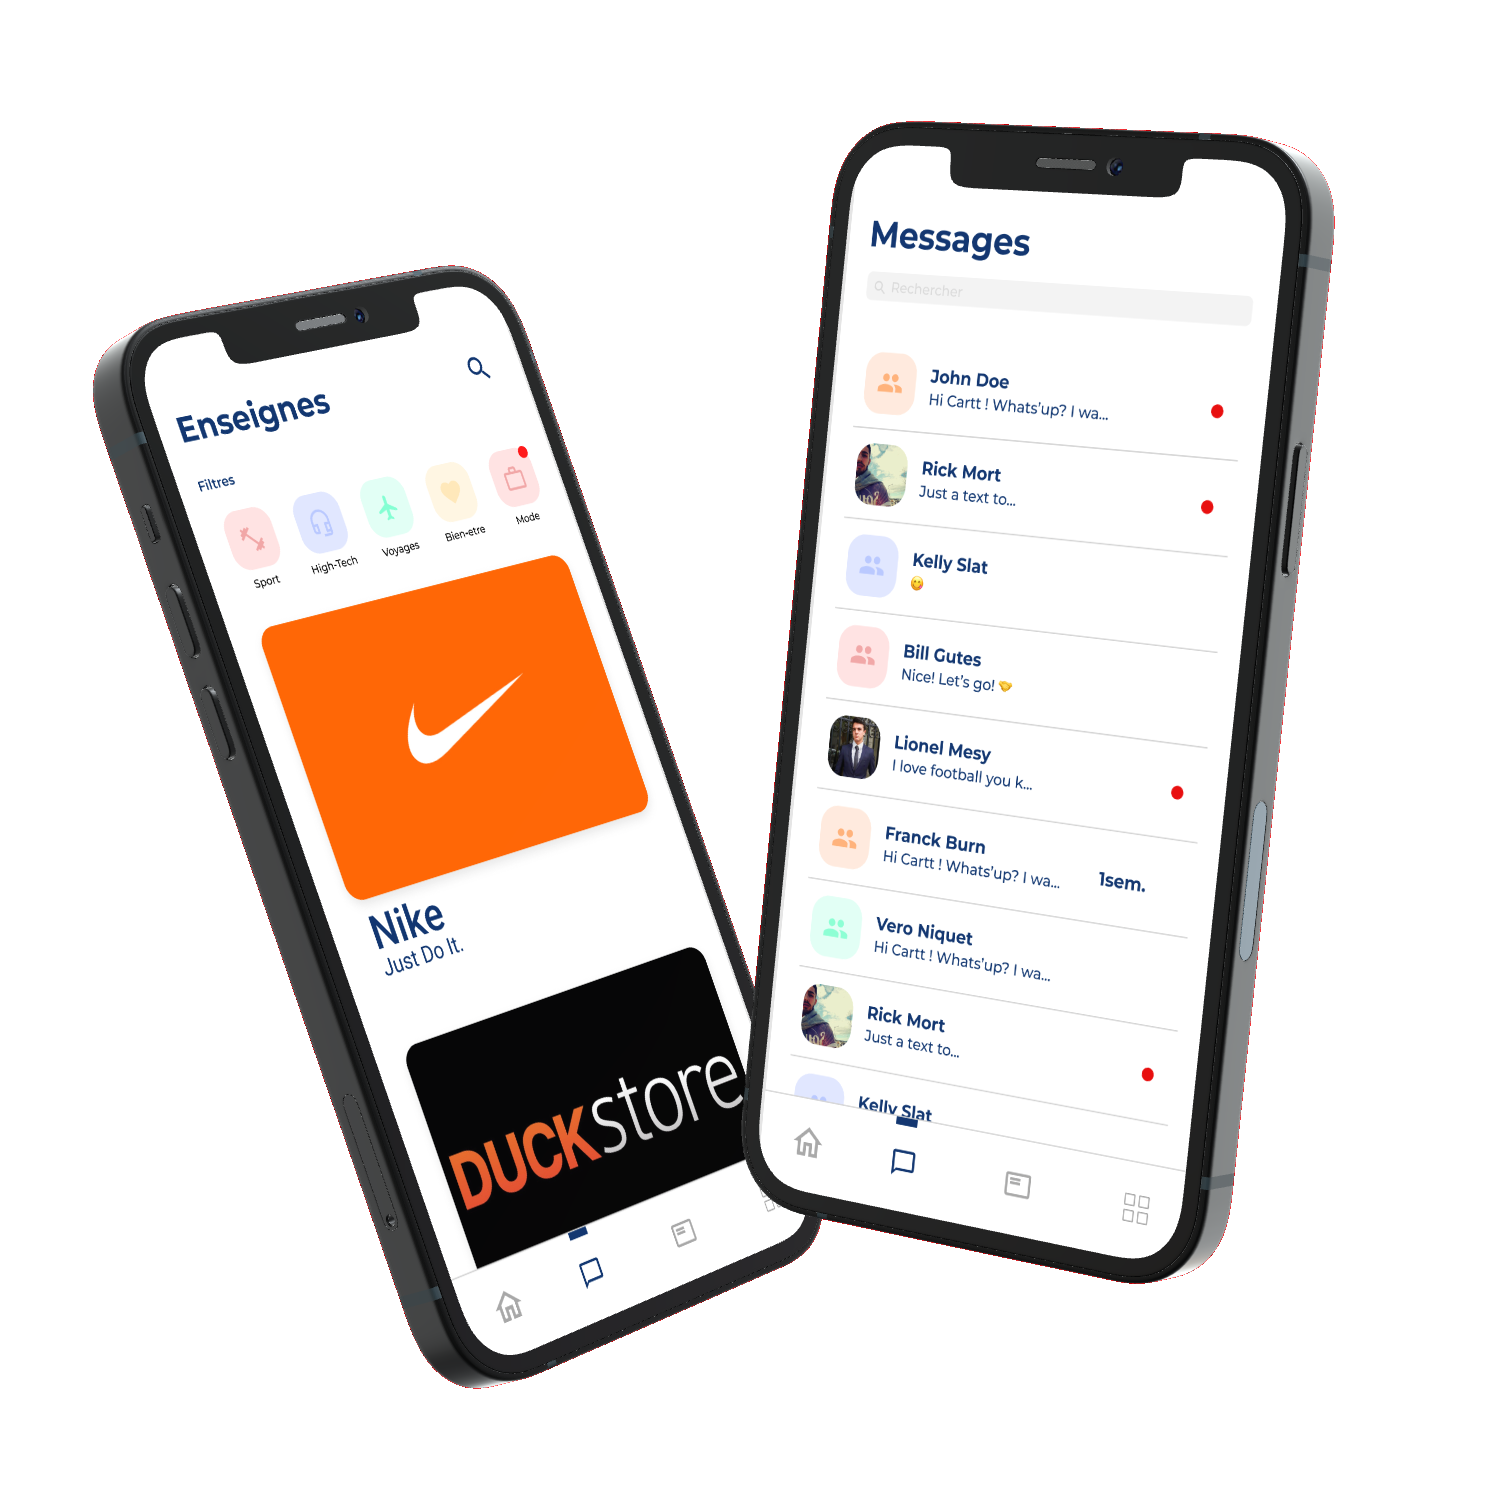 Enseignes
Filtres
Sport
High-Tech
Voyages
Bien-etre
Mode
Nike
Just Do It.
DUCKstore
Messages
Rechercher
John Doe
Hi Cartt ! Whats'up? I wa...
Rick Mort
Just a text to...
Kelly Slat
😋
Bill Gutes
Nice! Let's go! 🤝
Lionel Mesy
I love football you k...
Franck Burn
Hi Cartt ! Whats'up? I wa...
1sem.
Vero Niquet
Hi Cartt ! Whats'up? I wa...
Rick Mort
Just a text to...
Kelly Slat